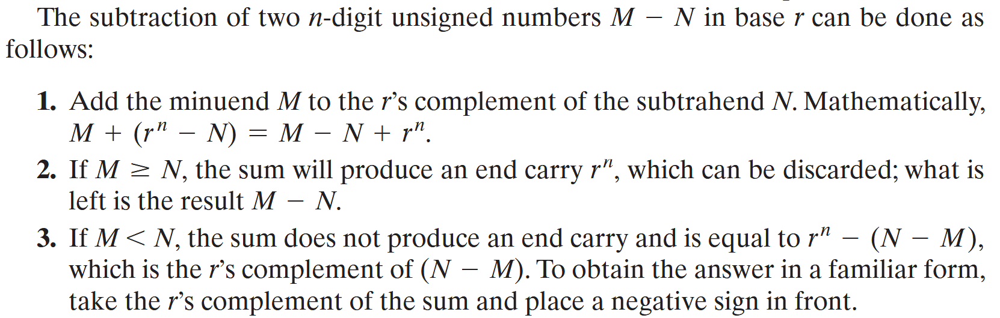 The subtraction of two n-digit unsigned numbers M − N in base r can be done as
follows:
1. Add the minuend M to the r’s complement of the subtrahend N. Mathematically,
M + (rⁿ − N) = M − N + rⁿ.
2. If M ≥ N, the sum will produce an end carry rⁿ, which can be discarded; what is
left is the result M − N.
3. If M < N, the sum does not produce an end carry and is equal to rⁿ − (N − M),
which is the r’s complement of (N − M). To obtain the answer in a familiar form,
take the r’s complement of the sum and place a negative sign in front.